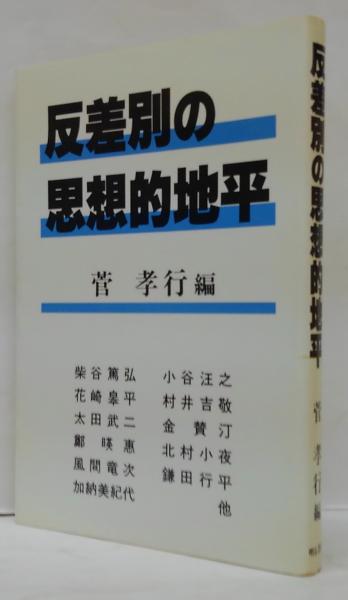 反差別の
思想的地平
菅 孝行 編
柴谷篤弘
花崎皋平
太田武二
鄭暎惠
風間竜次
加納美紀代
小谷汪之
村井吉敬
金賛汀
北村小夜
鎌田行平
他
反差別の思想的地平
菅 孝行 編